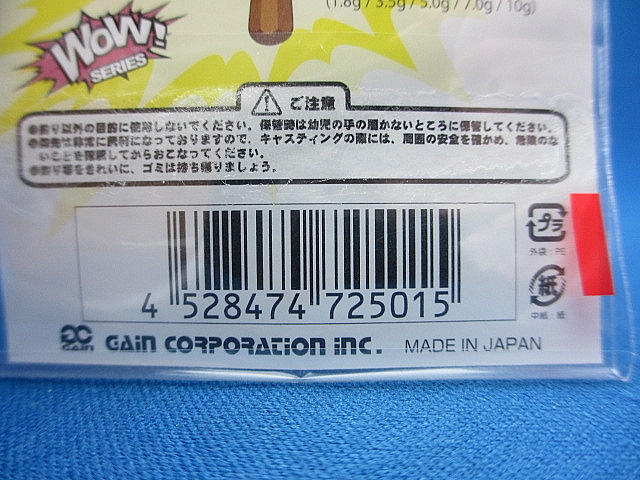 (1.8g / 3.5g / 5.0g / 7.0g / 10g)
WOW!
SERIES
ご注意
●釣り以外の目的に使用しないでください。保管時は幼児の手の届かないところに保管してください。
●鈎先は非常に鋭利になっておりますので、キャスティングの際には、周囲の安全を確かめ、危険のな
いことを確認してからおこなってください。
●釣り場をきれいに、ゴミは持ち帰りましょう。
プラ
外袋：PE
紙
中紙：紙
4 528474 725015
GAIN
GAIN CORPORATION INC.
MADE IN JAPAN